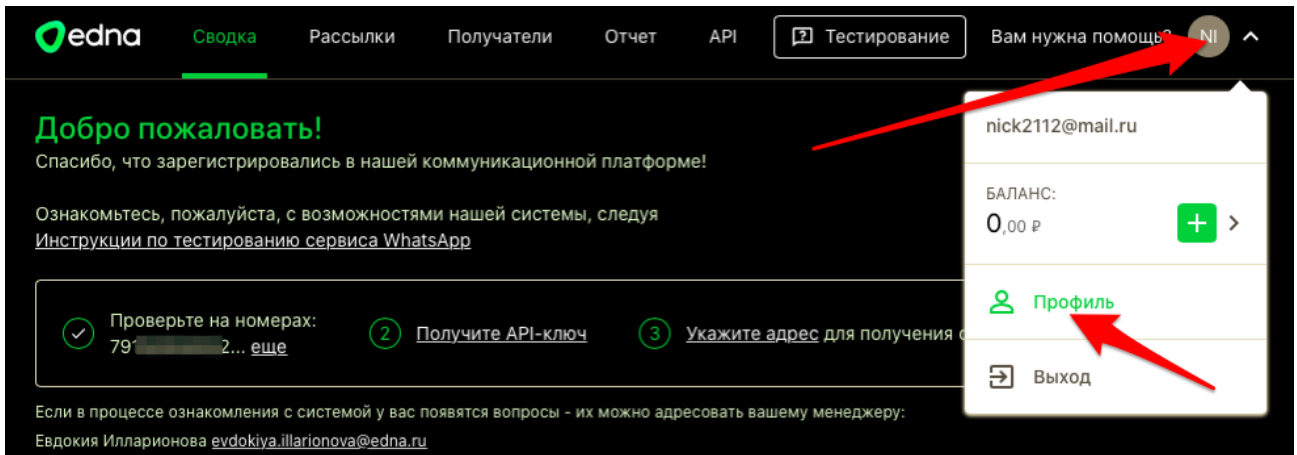 edna Сводка Рассылки Получатели Отчет API Тестирование Вам нужна помощь? NI
nick2112@mail.ru
БАЛАНС:
0,00 ₽
Профиль
Выход
Добро пожаловать!
Спасибо, что зарегистрировались в нашей коммуникационной платформе!
Ознакомьтесь, пожалуйста, с возможностями нашей системы, следуя
Инструкции по тестированию сервиса WhatsApp
Проверьте на номерах:
791 2... еще
2 Получите API-ключ
3 Укажите адрес для получения
Если в процессе ознакомления с системой у вас появятся вопросы - их можно адресовать вашему менеджеру:
Евдокия Илларионова evdokiya.illarionova@edna.ru